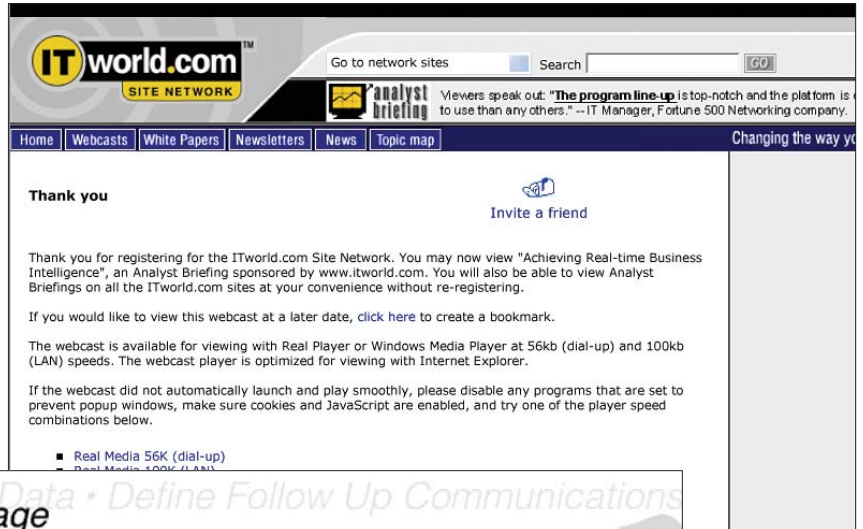 ITworld.com™
SITE NETWORK
Go to network sites
Search
GO
analyst briefing
Viewers speak out: "The program line-up is top-notch and the platform is
to use than any others." -- IT Manager, Fortune 500 Networking company.
Home Webcasts White Papers Newsletters News Topic map
Changing the way
Thank you
Invite a friend
Thank you for registering for the ITworld.com Site Network. You may now view "Achieving Real-time Business
Intelligence", an Analyst Briefing sponsored by www.itworld.com. You will also be able to view Analyst
Briefings on all the ITworld.com sites at your convenience without re-registering.
If you would like to view this webcast at a later date, click here to create a bookmark.
The webcast is available for viewing with Real Player or Windows Media Player at 56kb (dial-up) and 100kb
(LAN) speeds. The webcast player is optimized for viewing with Internet Explorer.
If the webcast did not automatically launch and play smoothly, please disable any programs that are set to
prevent popup windows, make sure cookies and JavaScript are enabled, and try one of the player speed
combinations below.
Real Media 56K (dial-up)
Real Media 100K (LAN)
Data • Define Follow Up Communications
age